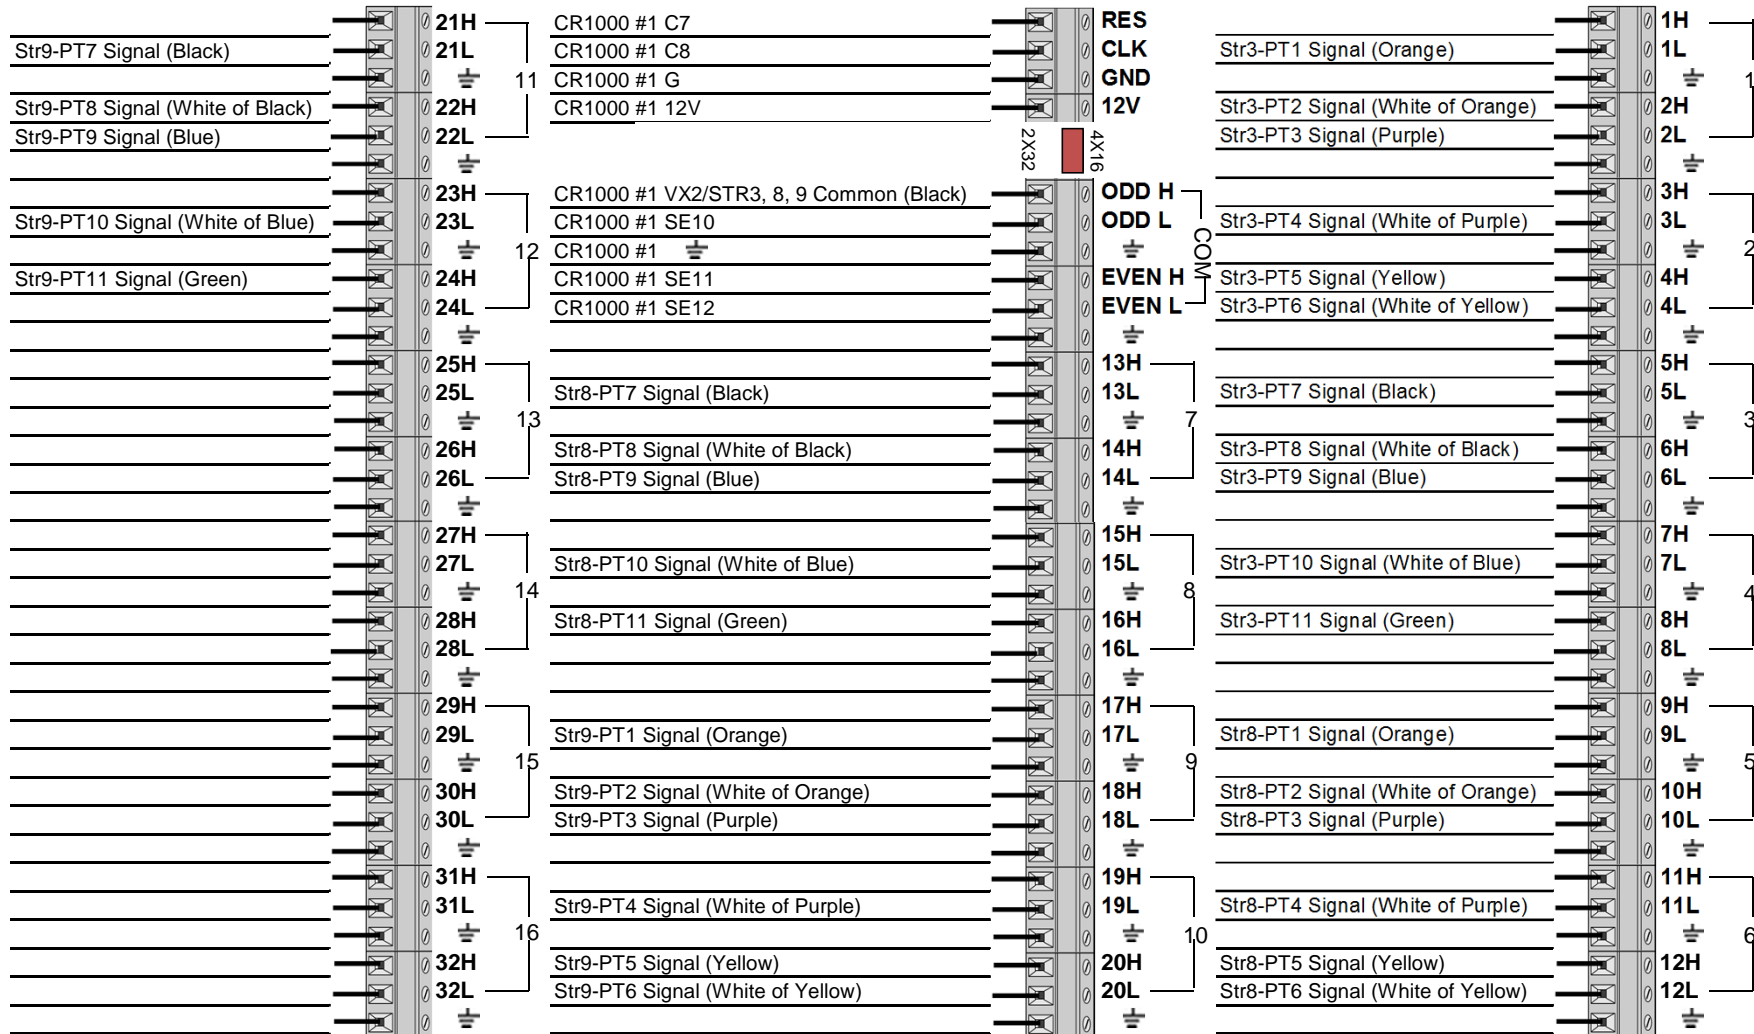 21H
Str9-PT7 Signal (Black) 21L
11
Str9-PT8 Signal (White of Black) 22H
Str9-PT9 Signal (Blue) 22L
23H
Str9-PT10 Signal (White of Blue) 23L
12
Str9-PT11 Signal (Green) 24H
24L
25H
25L
13
26H
26L
27H
27L
14
28H
28L
29H
29L
15
30H
30L
31H
31L
16
32H
32L
CR1000 #1 C7 RES
CR1000 #1 C8 CLK
CR1000 #1 G GND
CR1000 #1 12V 12V
2X32
4X16
CR1000 #1 VX2/STR3, 8, 9 Common (Black) ODD H
CR1000 #1 SE10 ODD L
CR1000 #1
COM
CR1000 #1 SE11 EVEN H
CR1000 #1 SE12 EVEN L
13H
Str8-PT7 Signal (Black) 13L
7
Str8-PT8 Signal (White of Black) 14H
Str8-PT9 Signal (Blue) 14L
15H
Str8-PT10 Signal (White of Blue) 15L
8
Str8-PT11 Signal (Green) 16H
16L
17H
Str9-PT1 Signal (Orange) 17L
9
Str9-PT2 Signal (White of Orange) 18H
Str9-PT3 Signal (Purple) 18L
19H
Str9-PT4 Signal (White of Purple) 19L
10
Str9-PT5 Signal (Yellow) 20H
Str9-PT6 Signal (White of Yellow) 20L
1H
Str3-PT1 Signal (Orange) 1L
1
Str3-PT2 Signal (White of Orange) 2H
Str3-PT3 Signal (Purple) 2L
3H
Str3-PT4 Signal (White of Purple) 3L
2
Str3-PT5 Signal (Yellow) 4H
Str3-PT6 Signal (White of Yellow) 4L
5H
Str3-PT7 Signal (Black) 5L
3
Str3-PT8 Signal (White of Black) 6H
Str3-PT9 Signal (Blue) 6L
7H
Str3-PT10 Signal (White of Blue) 7L
4
Str3-PT11 Signal (Green) 8H
8L
9H
Str8-PT1 Signal (Orange) 9L
5
Str8-PT2 Signal (White of Orange) 10H
Str8-PT3 Signal (Purple) 10L
11H
Str8-PT4 Signal (White of Purple) 11L
6
Str8-PT5 Signal (Yellow) 12H
Str8-PT6 Signal (White of Yellow) 12L